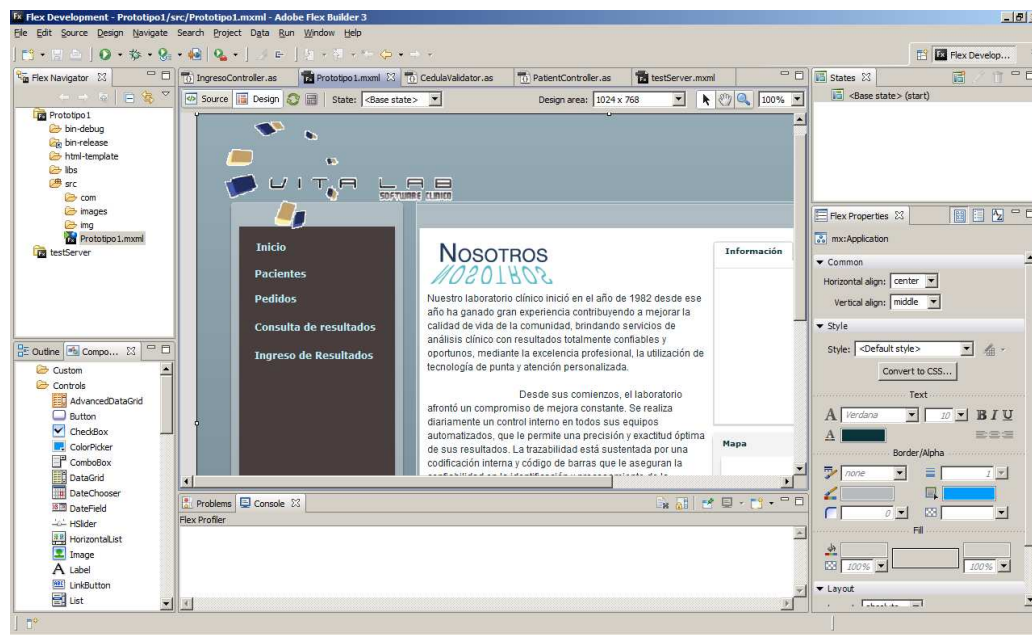 Flex Development - Prototipo1/src/Prototipo1.mxml - Adobe Flex Builder 3
File Edit Source Design Navigate Search Project Data Run Window Help
Flex Develop...
Flex Navigator
Prototipo1
bin-debug
bin-release
html-template
libs
src
com
images
img
Prototipo1.mxml
testServer
Outline Compo...
Custom
Controls
AdvancedDataGrid
Button
CheckBox
ColorPicker
ComboBox
DataGrid
DateChooser
DateField
HSlider
HorizontalList
Image
Label
LinkButton
List
IngresoController.as Prototipo1.mxml CedulaValidator.as PatientController.as testServer.mxml
Source Design State: <Base state> Design area: 1024 x 768 100%
VITA LAB
SOFTWARE CLINICO
Inicio
Pacientes
Pedidos
Consulta de resultados
Ingreso de Resultados
NOSOTROS
Nuestro laboratorio clínico inició en el año de 1982 desde ese
año ha ganado gran experiencia contribuyendo a mejorar la
calidad de vida de la comunidad, brindando servicios de
análisis clínico con resultados totalmente confiables y
oportunos, mediante la excelencia profesional, la utilización de
tecnología de punta y atención personalizada.
Desde sus comienzos, el laboratorio
afrontó un compromiso de mejora constante. Se realiza
diariamente un control interno en todos sus equipos
automatizados, que le permite una precisión y exactitud óptima
de sus resultados. La trazabilidad está sustentada por una
codificación interna y código de barras que le aseguran la
Información
Mapa
Problems Console
Flex Profiler
States
<Base state> (start)
Flex Properties
mx:Application
Common
Horizontal align: center
Vertical align: middle
Style
Style: <Default style>
Convert to CSS...
Text
A Verdana 10 B I U
A
Border/Alpha
none 1
0
Fill
100% 100%
Layout